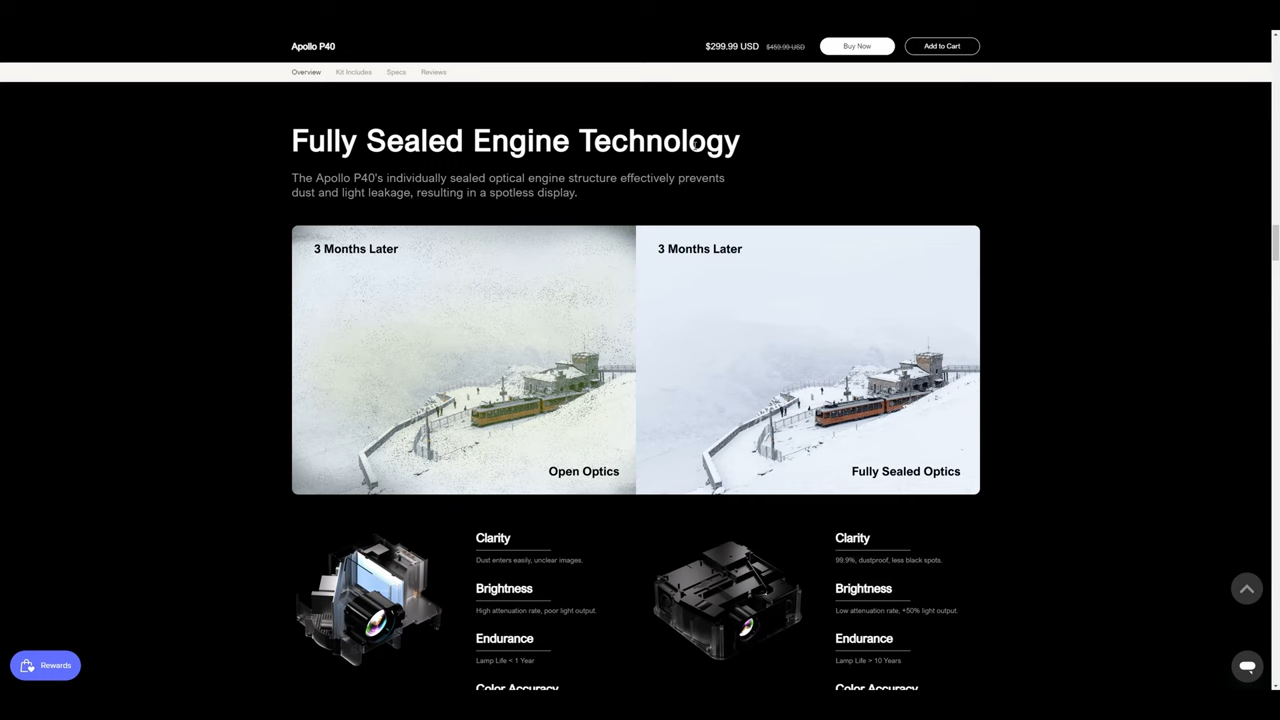 Apollo P40
$299.99 USD $459.99 USD Buy Now Add to Cart
Overview Kit Includes Specs Reviews
Fully Sealed Engine Technology
The Apollo P40's individually sealed optical engine structure effectively prevents
dust and light leakage, resulting in a spotless display.
3 Months Later
3 Months Later
Open Optics
Fully Sealed Optics
Clarity
Dust enters easily, unclear images.
Brightness
High attenuation rate, poor light output.
Endurance
Lamp Life < 1 Year
Color Accuracy
Clarity
99.9%, dustproof, less black spots.
Brightness
Low attenuation rate, +50% light output.
Endurance
Lamp Life > 10 Years
Color Accuracy
Rewards